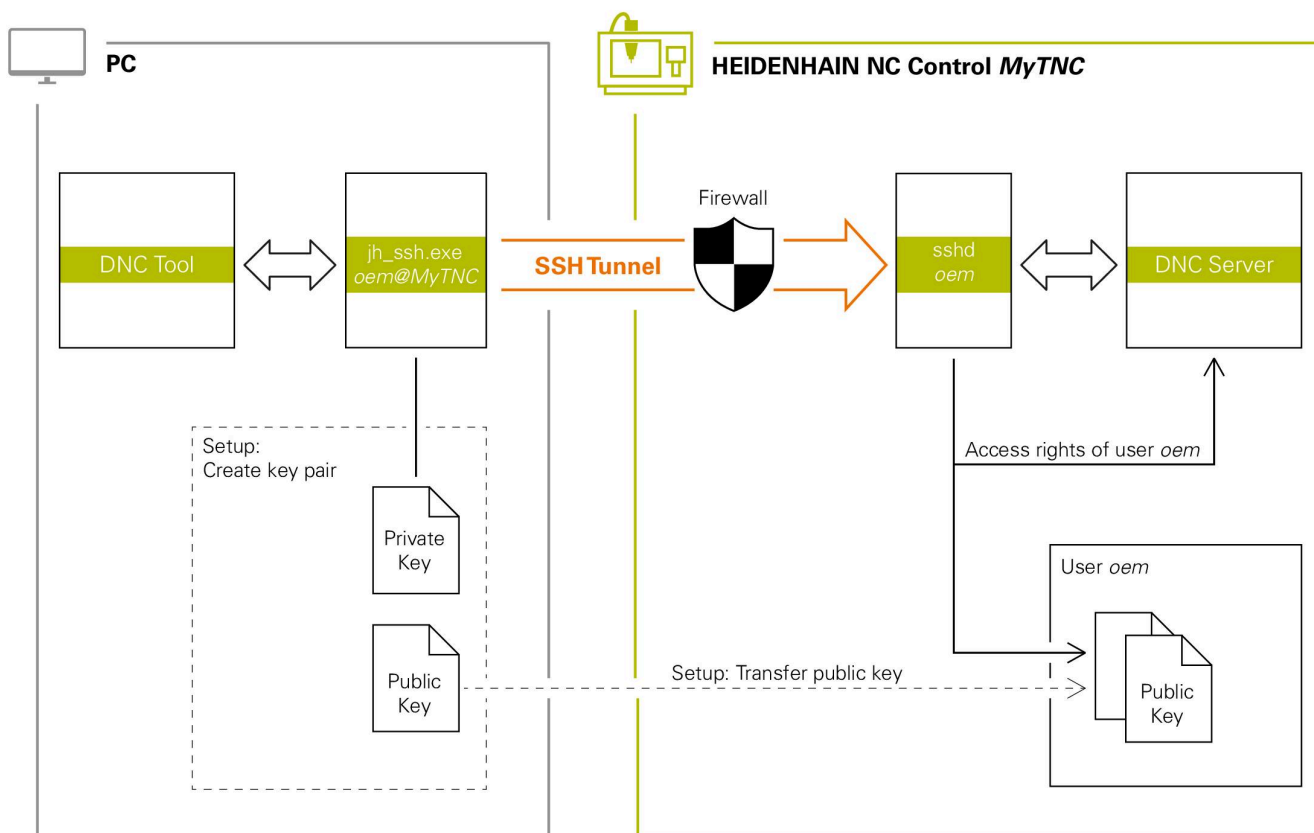 PC
HEIDENHAIN NC Control MyTNC
Firewall
DNC Tool
jh_ssh.exe
oem@MyTNC
SSH Tunnel
sshd
oem
DNC Server
Setup:
Create key pair
Access rights of user oem
Private
Key
User oem
Setup: Transfer public key
Public
Key
Public
Key